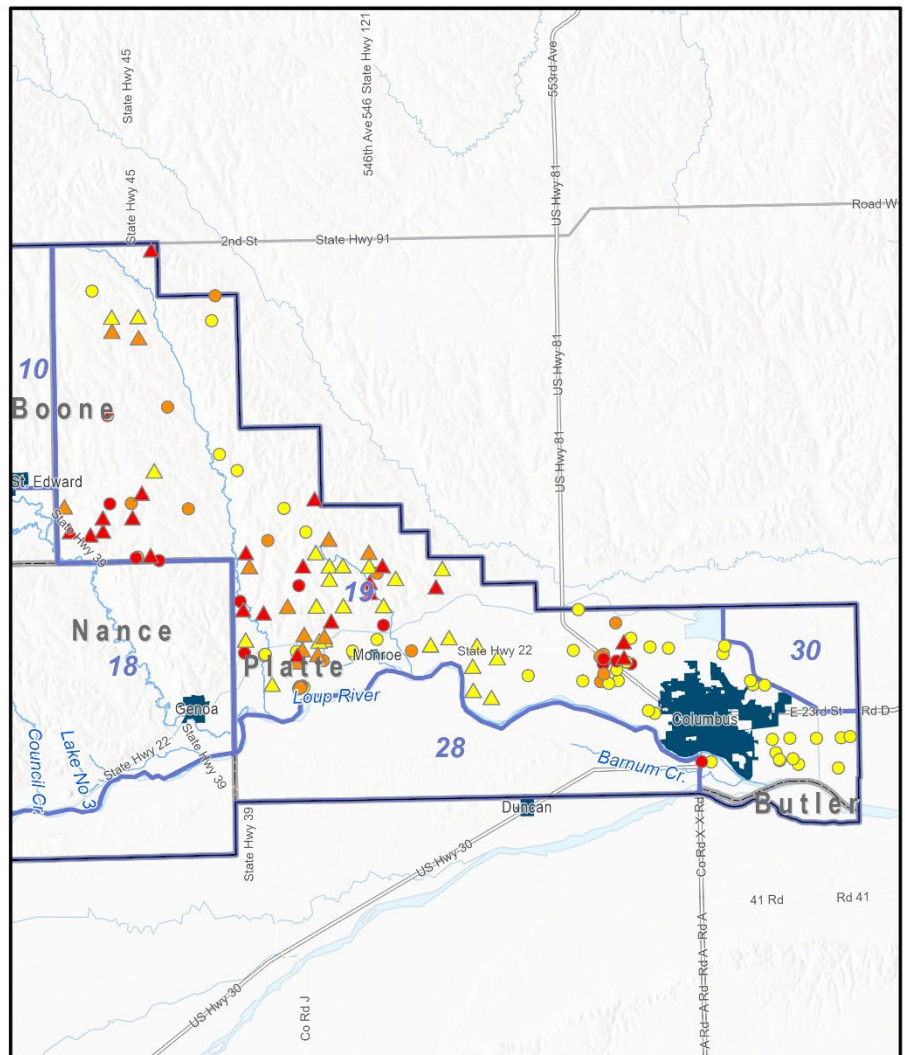 State Hwy 45
546th Ave 546 State Hwy 121
553rd Ave
State Hwy 45
US Hwy 81
Road W
2nd St
State Hwy 91
10
Boone
US Hwy 81
St Edward
US Hwy 81
State Hwy 39
19
Nance
18
Platte
Monroe
State Hwy 22
30
Loup River
Genoa
Columbus
E 23rd St
Rd D
28
Council Cr.
Lake No 3
State Hwy 22
State Hwy 39
Barnum Cr.
Duncan
Butler
State Hwy 39
US Hwy 30
Co Rd X X Rd
41 Rd
Rd 41
US Hwy 30
Co Rd J
A Rd A Rd A Rd A